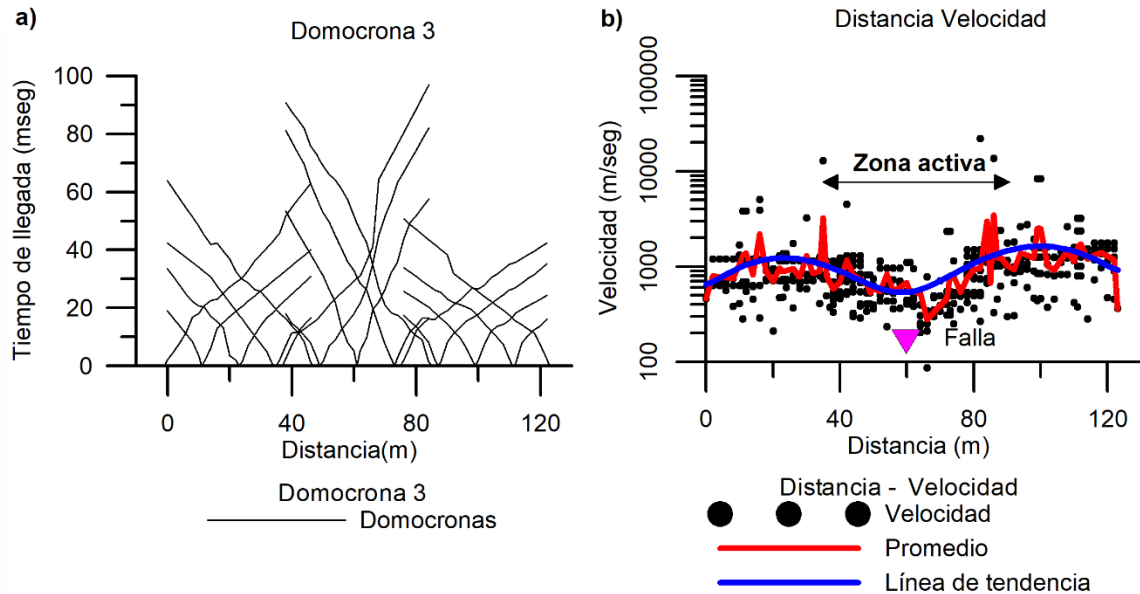 a)
Domocrona 3
Tiempo de llegada (mseg)
100
80
60
40
20
0
0
40
80
120
Distancia(m)
Domocrona 3
Domocronas
b)
Distancia Velocidad
Velocidad (m/seg)
1000000
100000
10000
1000
100
Zona activa
Falla
0
40
80
120
Distancia (m)
Distancia - Velocidad
Velocidad
Promedio
Línea de tendencia